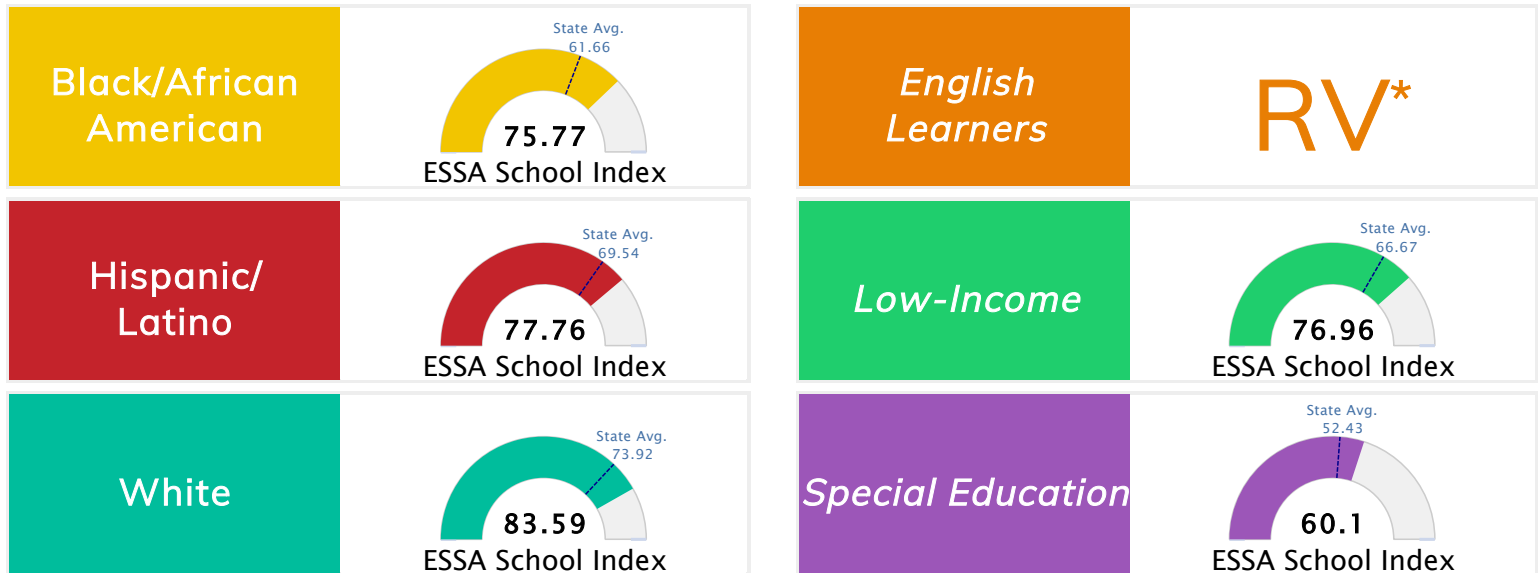 Black/African
American
State Avg.
61.66
75.77
ESSA School Index
English
Learners
RV*
Hispanic/
Latino
State Avg.
69.54
77.76
ESSA School Index
Low-Income
State Avg.
66.67
76.96
ESSA School Index
White
State Avg.
73.92
83.59
ESSA School Index
Special Education
State Avg.
52.43
60.1
ESSA School Index